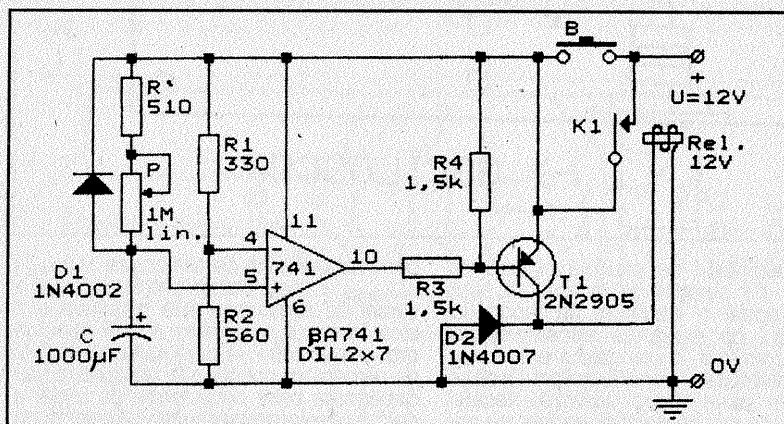 B
+
U=12V
R'
510
K1
Rel.
12V
R1
330
R4
1,5k
P
1M
lin.
11
4
-
741
10
5
+
6
T1
2N2905
D1
1N4002
R3
1,5k
C
+
1000µF
R2
560
βA741
DIL2x7
D2
1N4007
0V